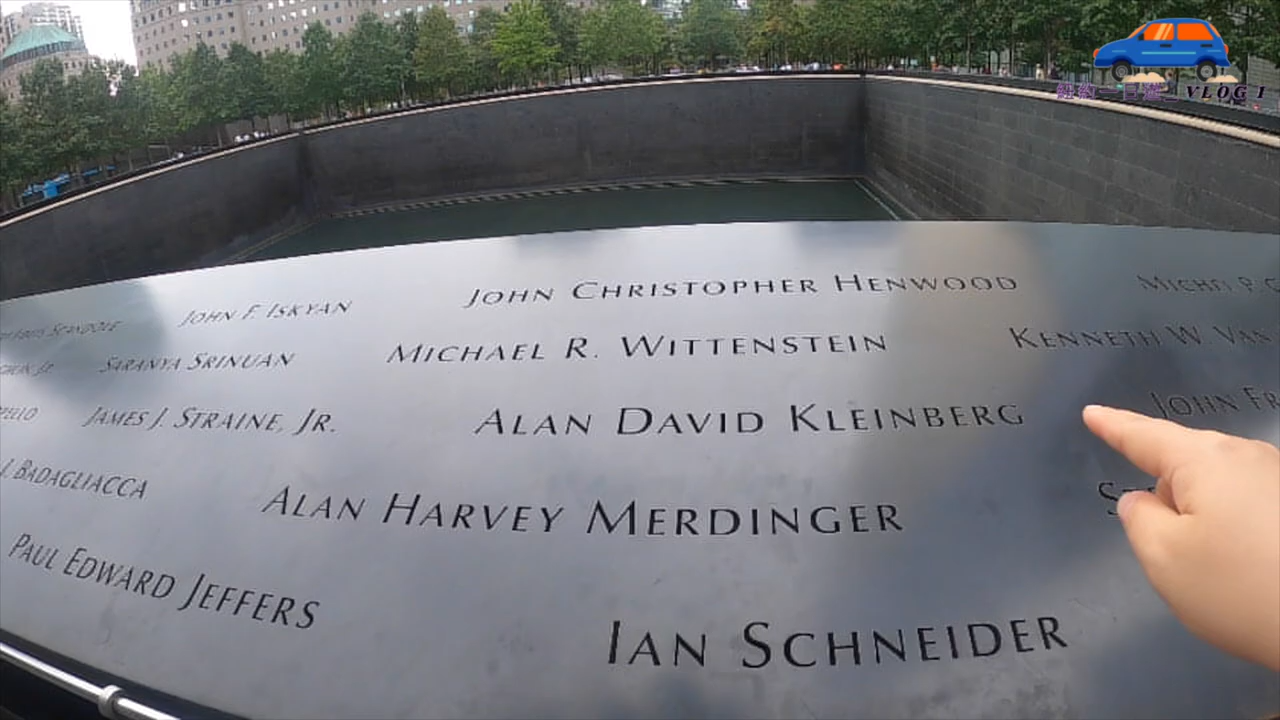 VLOG 1
JOHN F. ISKYAN JOHN CHRISTOPHER HENWOOD
SARANYA SRINUAN MICHAEL R. WITTENSTEIN KENNETH W. VAN
JAMES J. STRAINE, JR. ALAN DAVID KLEINBERG JOHN
J. BADAGLIACCA ALAN HARVEY MERDINGER
PAUL EDWARD JEFFERS
IAN SCHNEIDER